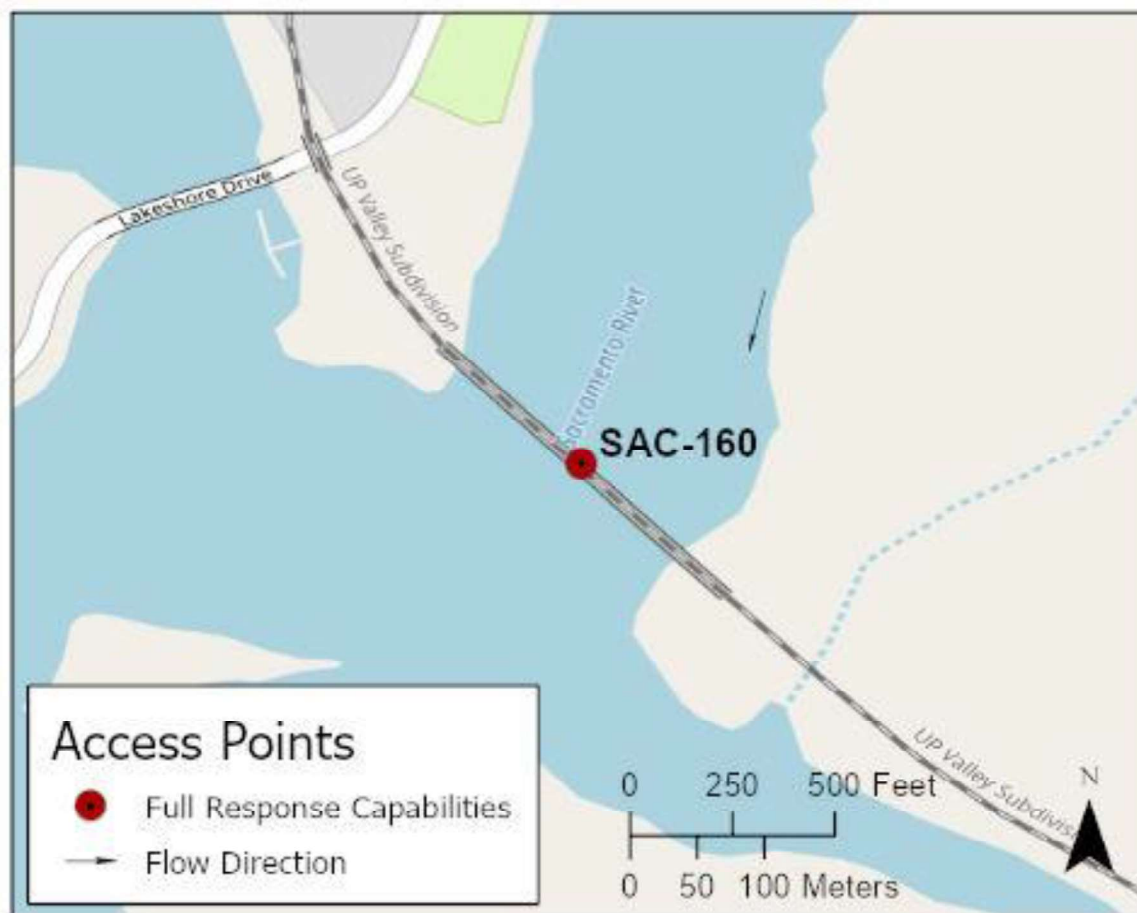 Lakeshore Drive
UP Valley Subdivision
Sacramento River
SAC-160
UP Valley Subdivisi
N
Access Points
Full Response Capabilities
Flow Direction
0 250 500 Feet
0 50 100 Meters